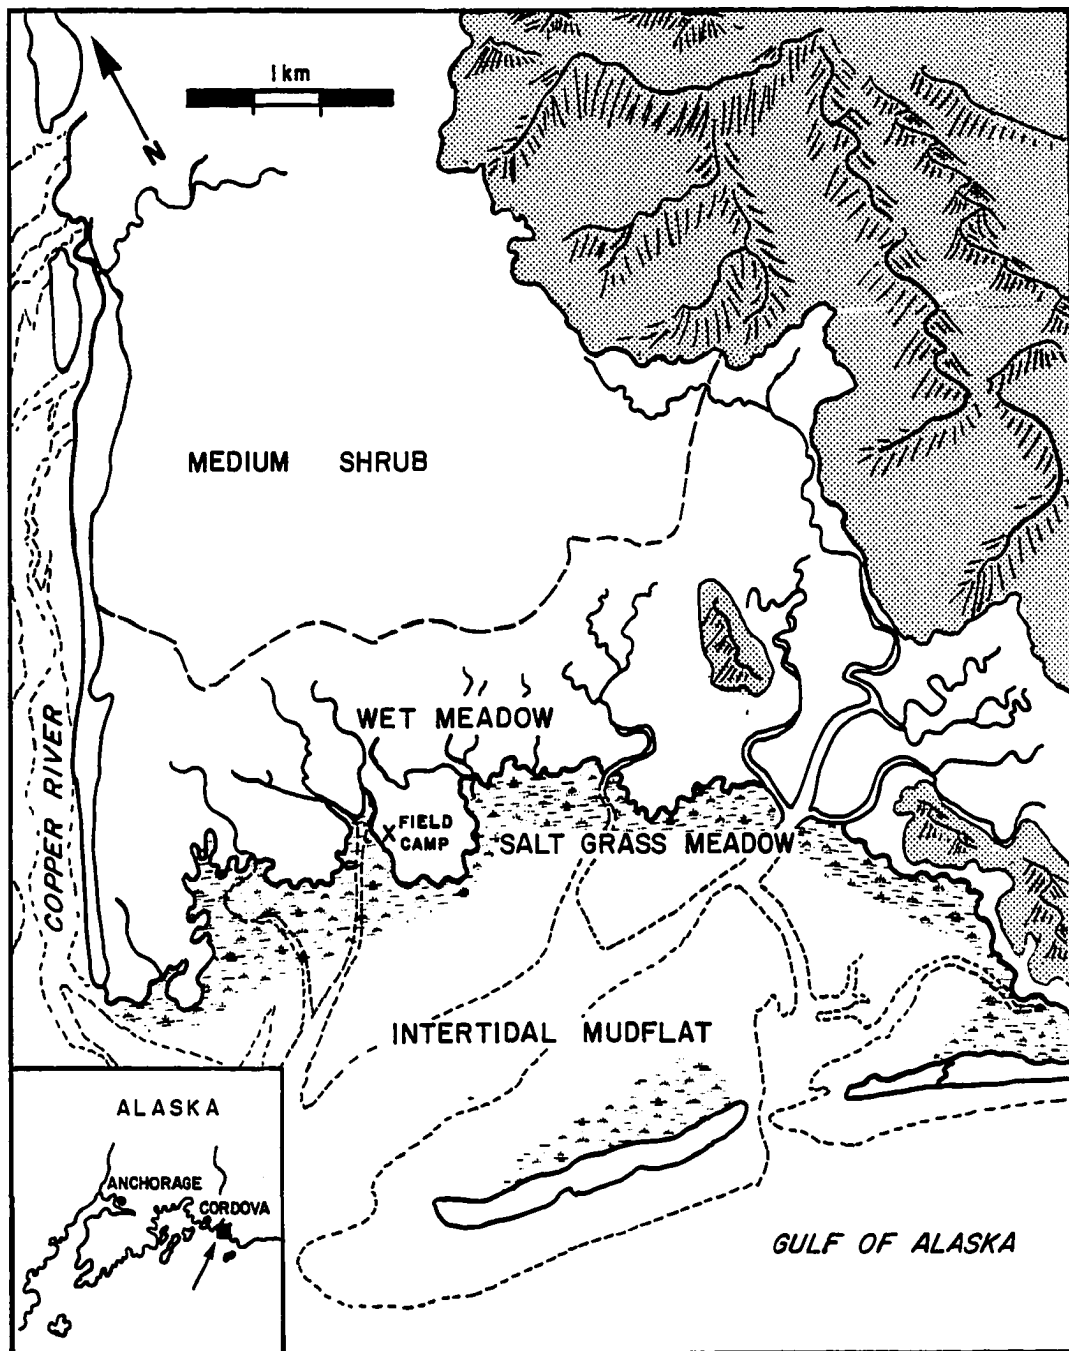 1 km
N
MEDIUM SHRUB
WET MEADOW
COPPER RIVER
FIELD
CAMP
SALT GRASS MEADOW
INTERTIDAL MUDFLAT
GULF OF ALASKA
ALASKA
ANCHORAGE
CORDOVA